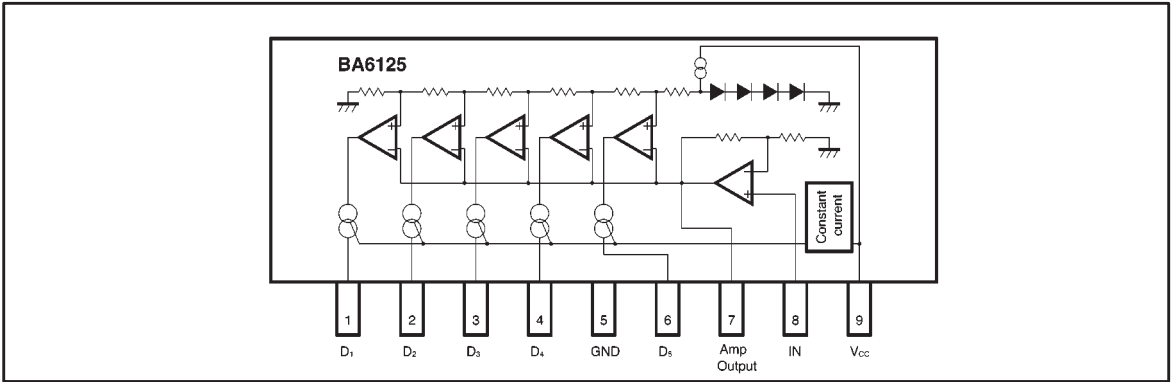 BA6125
Constant
current
1 2 3 4 5 6 7 8 9
D₁ D₂ D₃ D₄ GND D₅ Amp IN Vcc
Output